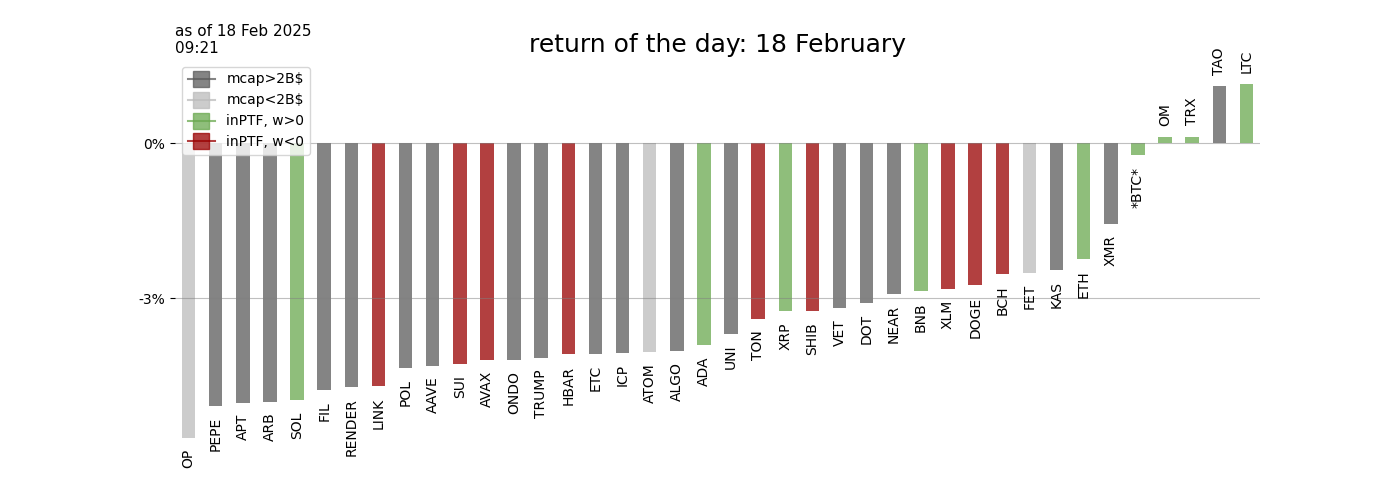 as of 18 Feb 2025
09:21
return of the day: 18 February
mcap>2B$
mcap<2B$
inPTF, w>0
inPTF, w<0
0%
-3%
OP
PEPE
APT
ARB
SOL
FIL
RENDER
LINK
POL
AAVE
SUI
AVAX
ONDO
TRUMP
HBAR
ETC
ICP
ATOM
ALGO
ADA
UNI
TON
XRP
SHIB
VET
DOT
NEAR
BNB
XLM
DOGE
BCH
FET
KAS
ETH
XMR
*BTC*
OM
TRX
TAO
LTC